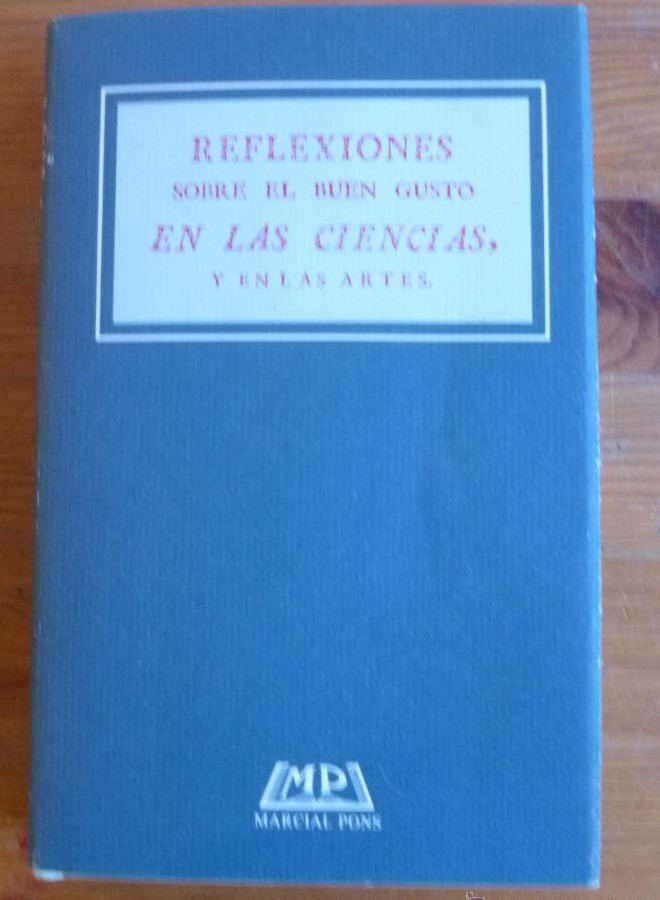 REFLEXIONES
SOBRE EL BUEN GUSTO
EN LAS CIENCIAS,
Y EN LAS ARTES.
MP
MARCIAL PONS